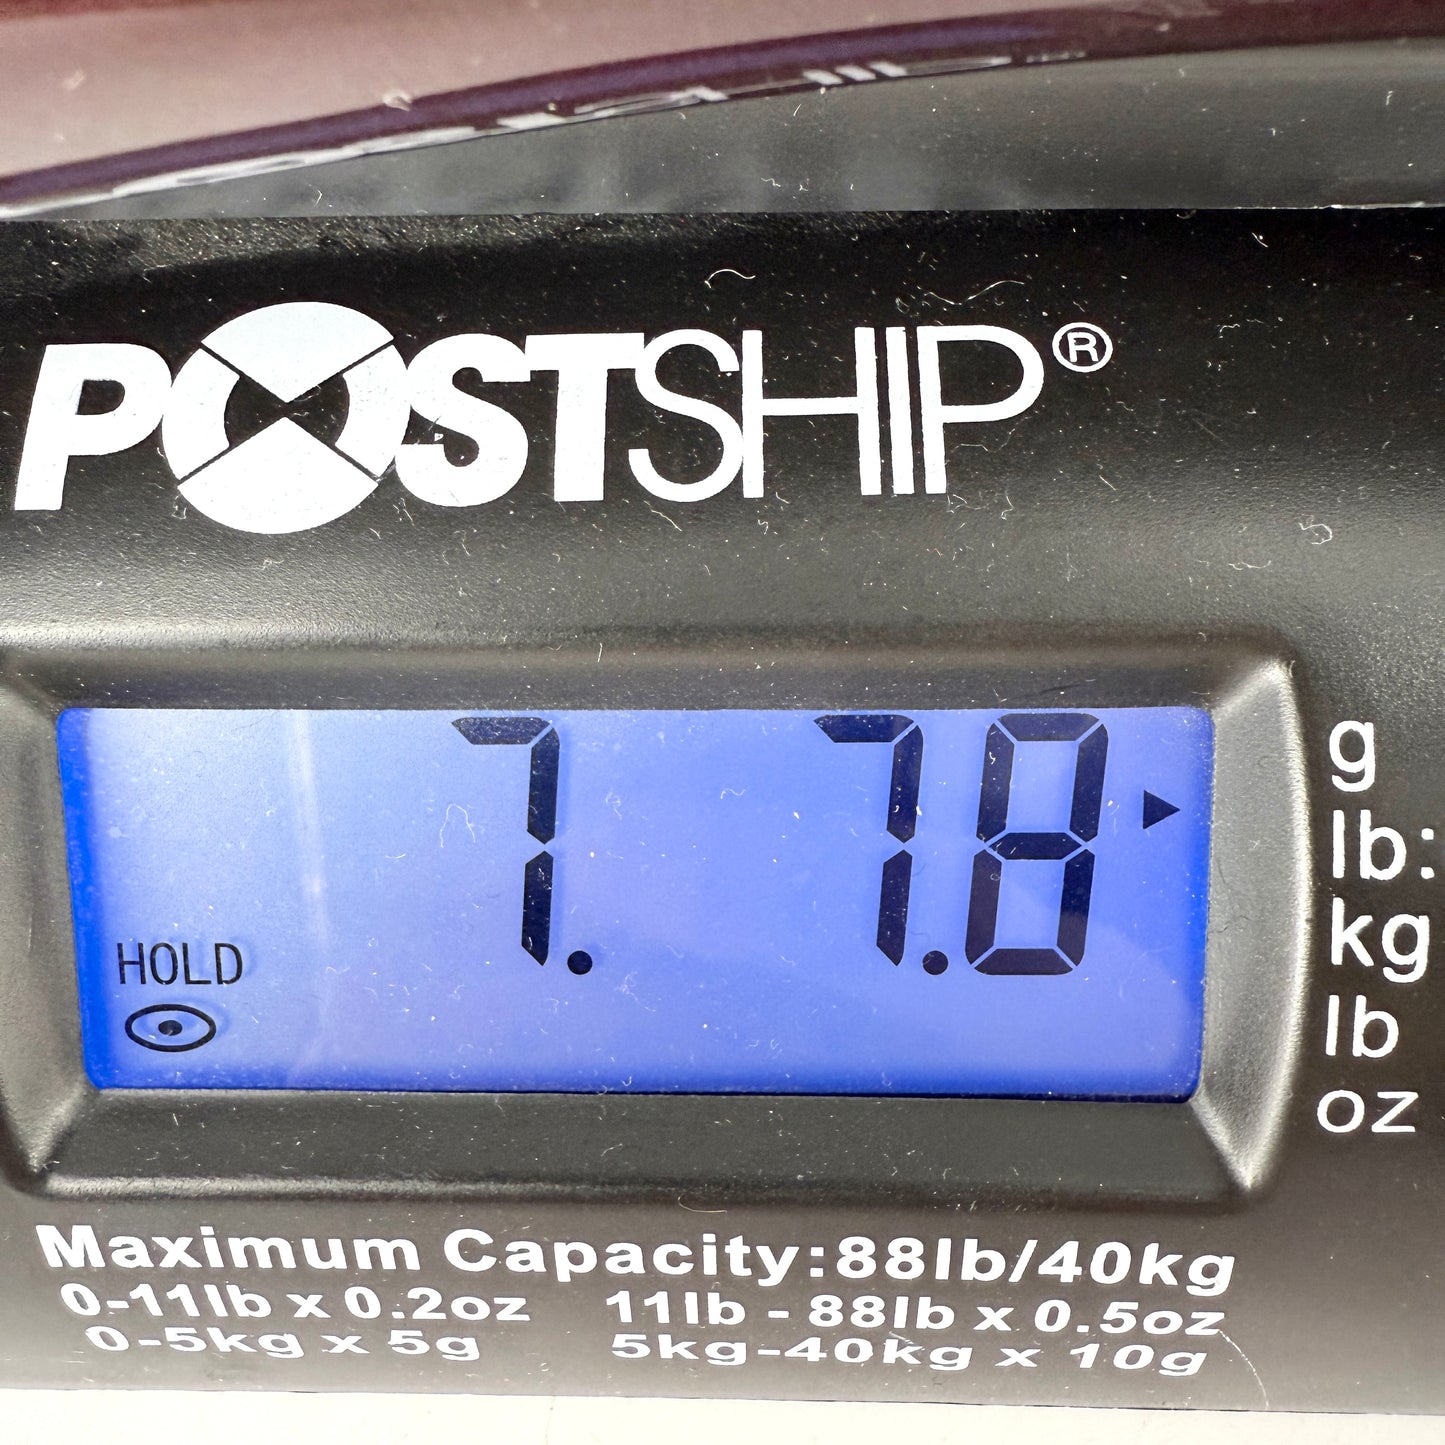 POSTSHIP®
7. 7.8
HOLD
g
lb:
kg
lb
oz
Maximum Capacity:88lb/40kg
0-11lb x 0.2oz 11lb - 88lb x 0.5oz
0-5kg x 5g 5kg-40kg x 10g